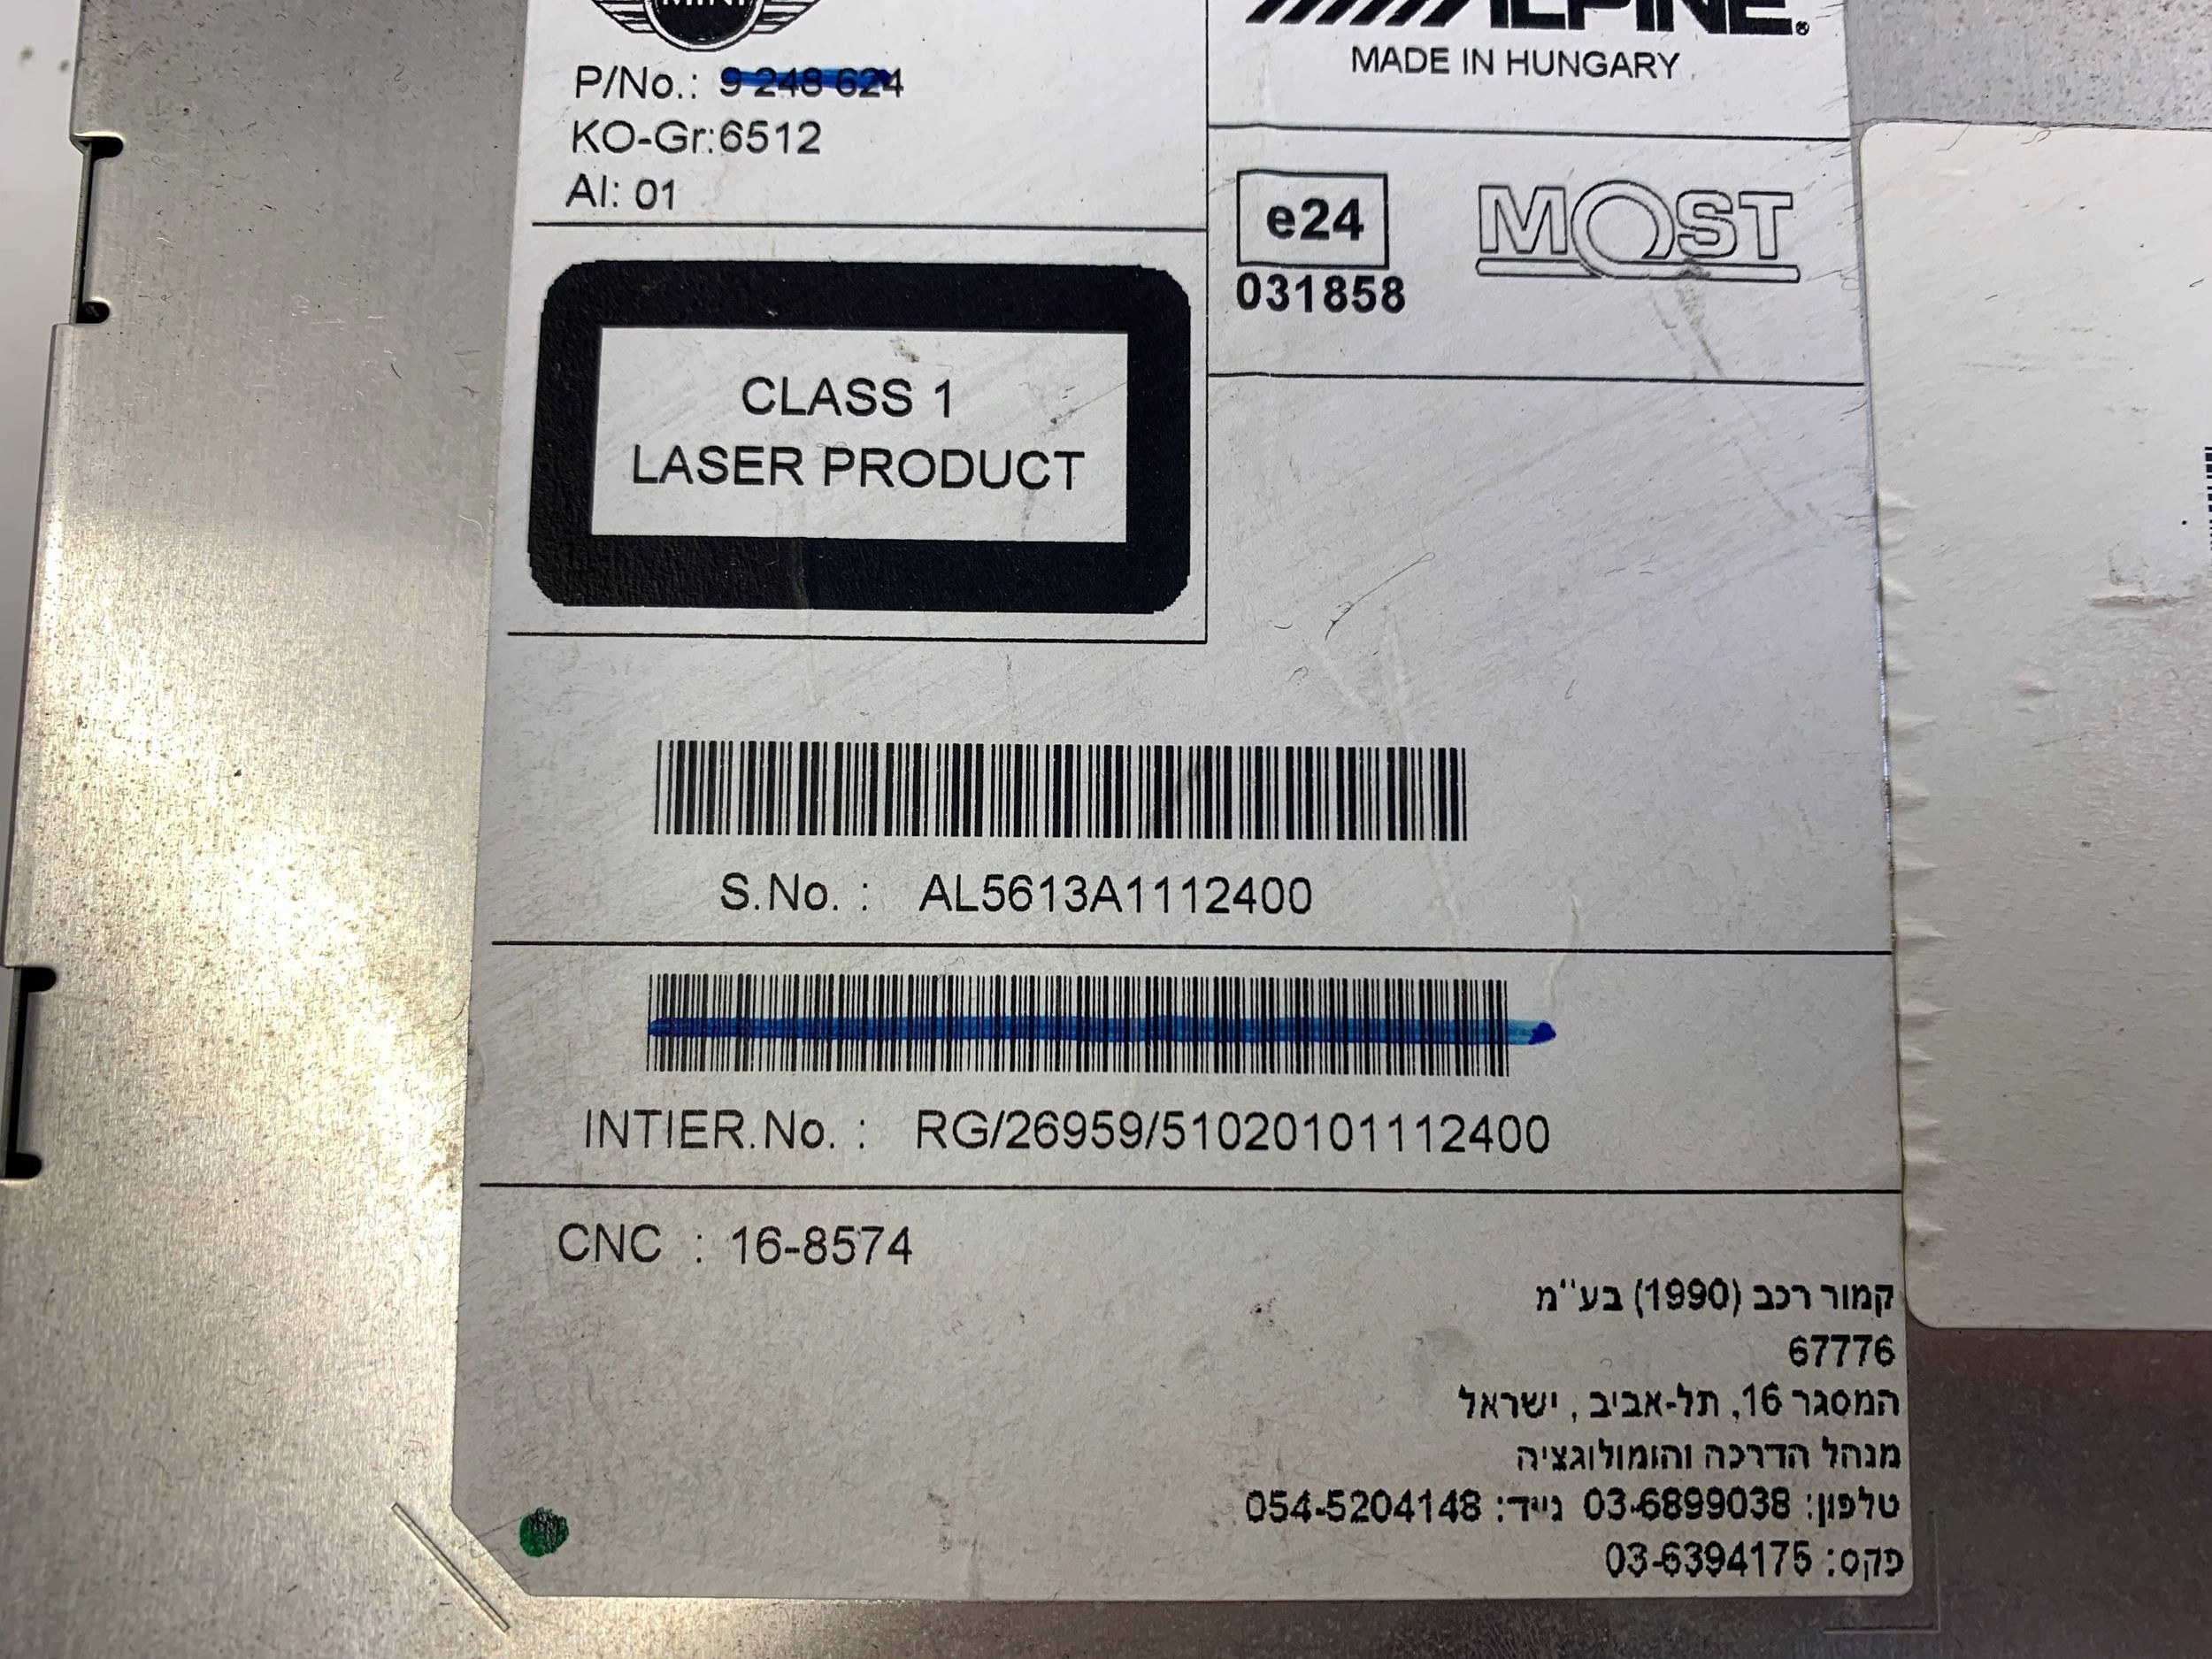 MINI
ALPINE®
MADE IN HUNGARY
P/No.: 9 248 624
KO-Gr:6512
AI: 01
e24
031858
MOST
CLASS 1
LASER PRODUCT
S.No. : AL5613A1112400
INTIER.No. : RG/26959/51020101112400
CNC : 16-8574
קמור רכב (1990) בע''מ
67776
המסגר 16, תל-אביב, ישראל
מנהל הדרכה והומולוגציה
טלפון: 03-6899038 נייד: 054-5204148
פקס: 03-6394175